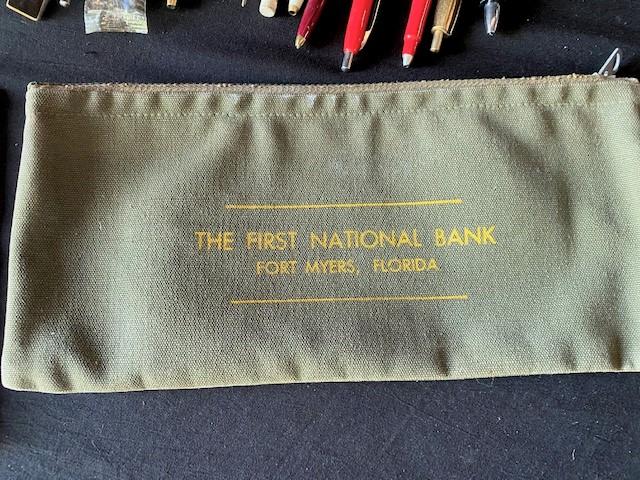 THE FIRST NATIONAL BANK
FORT MYERS, FLORIDA